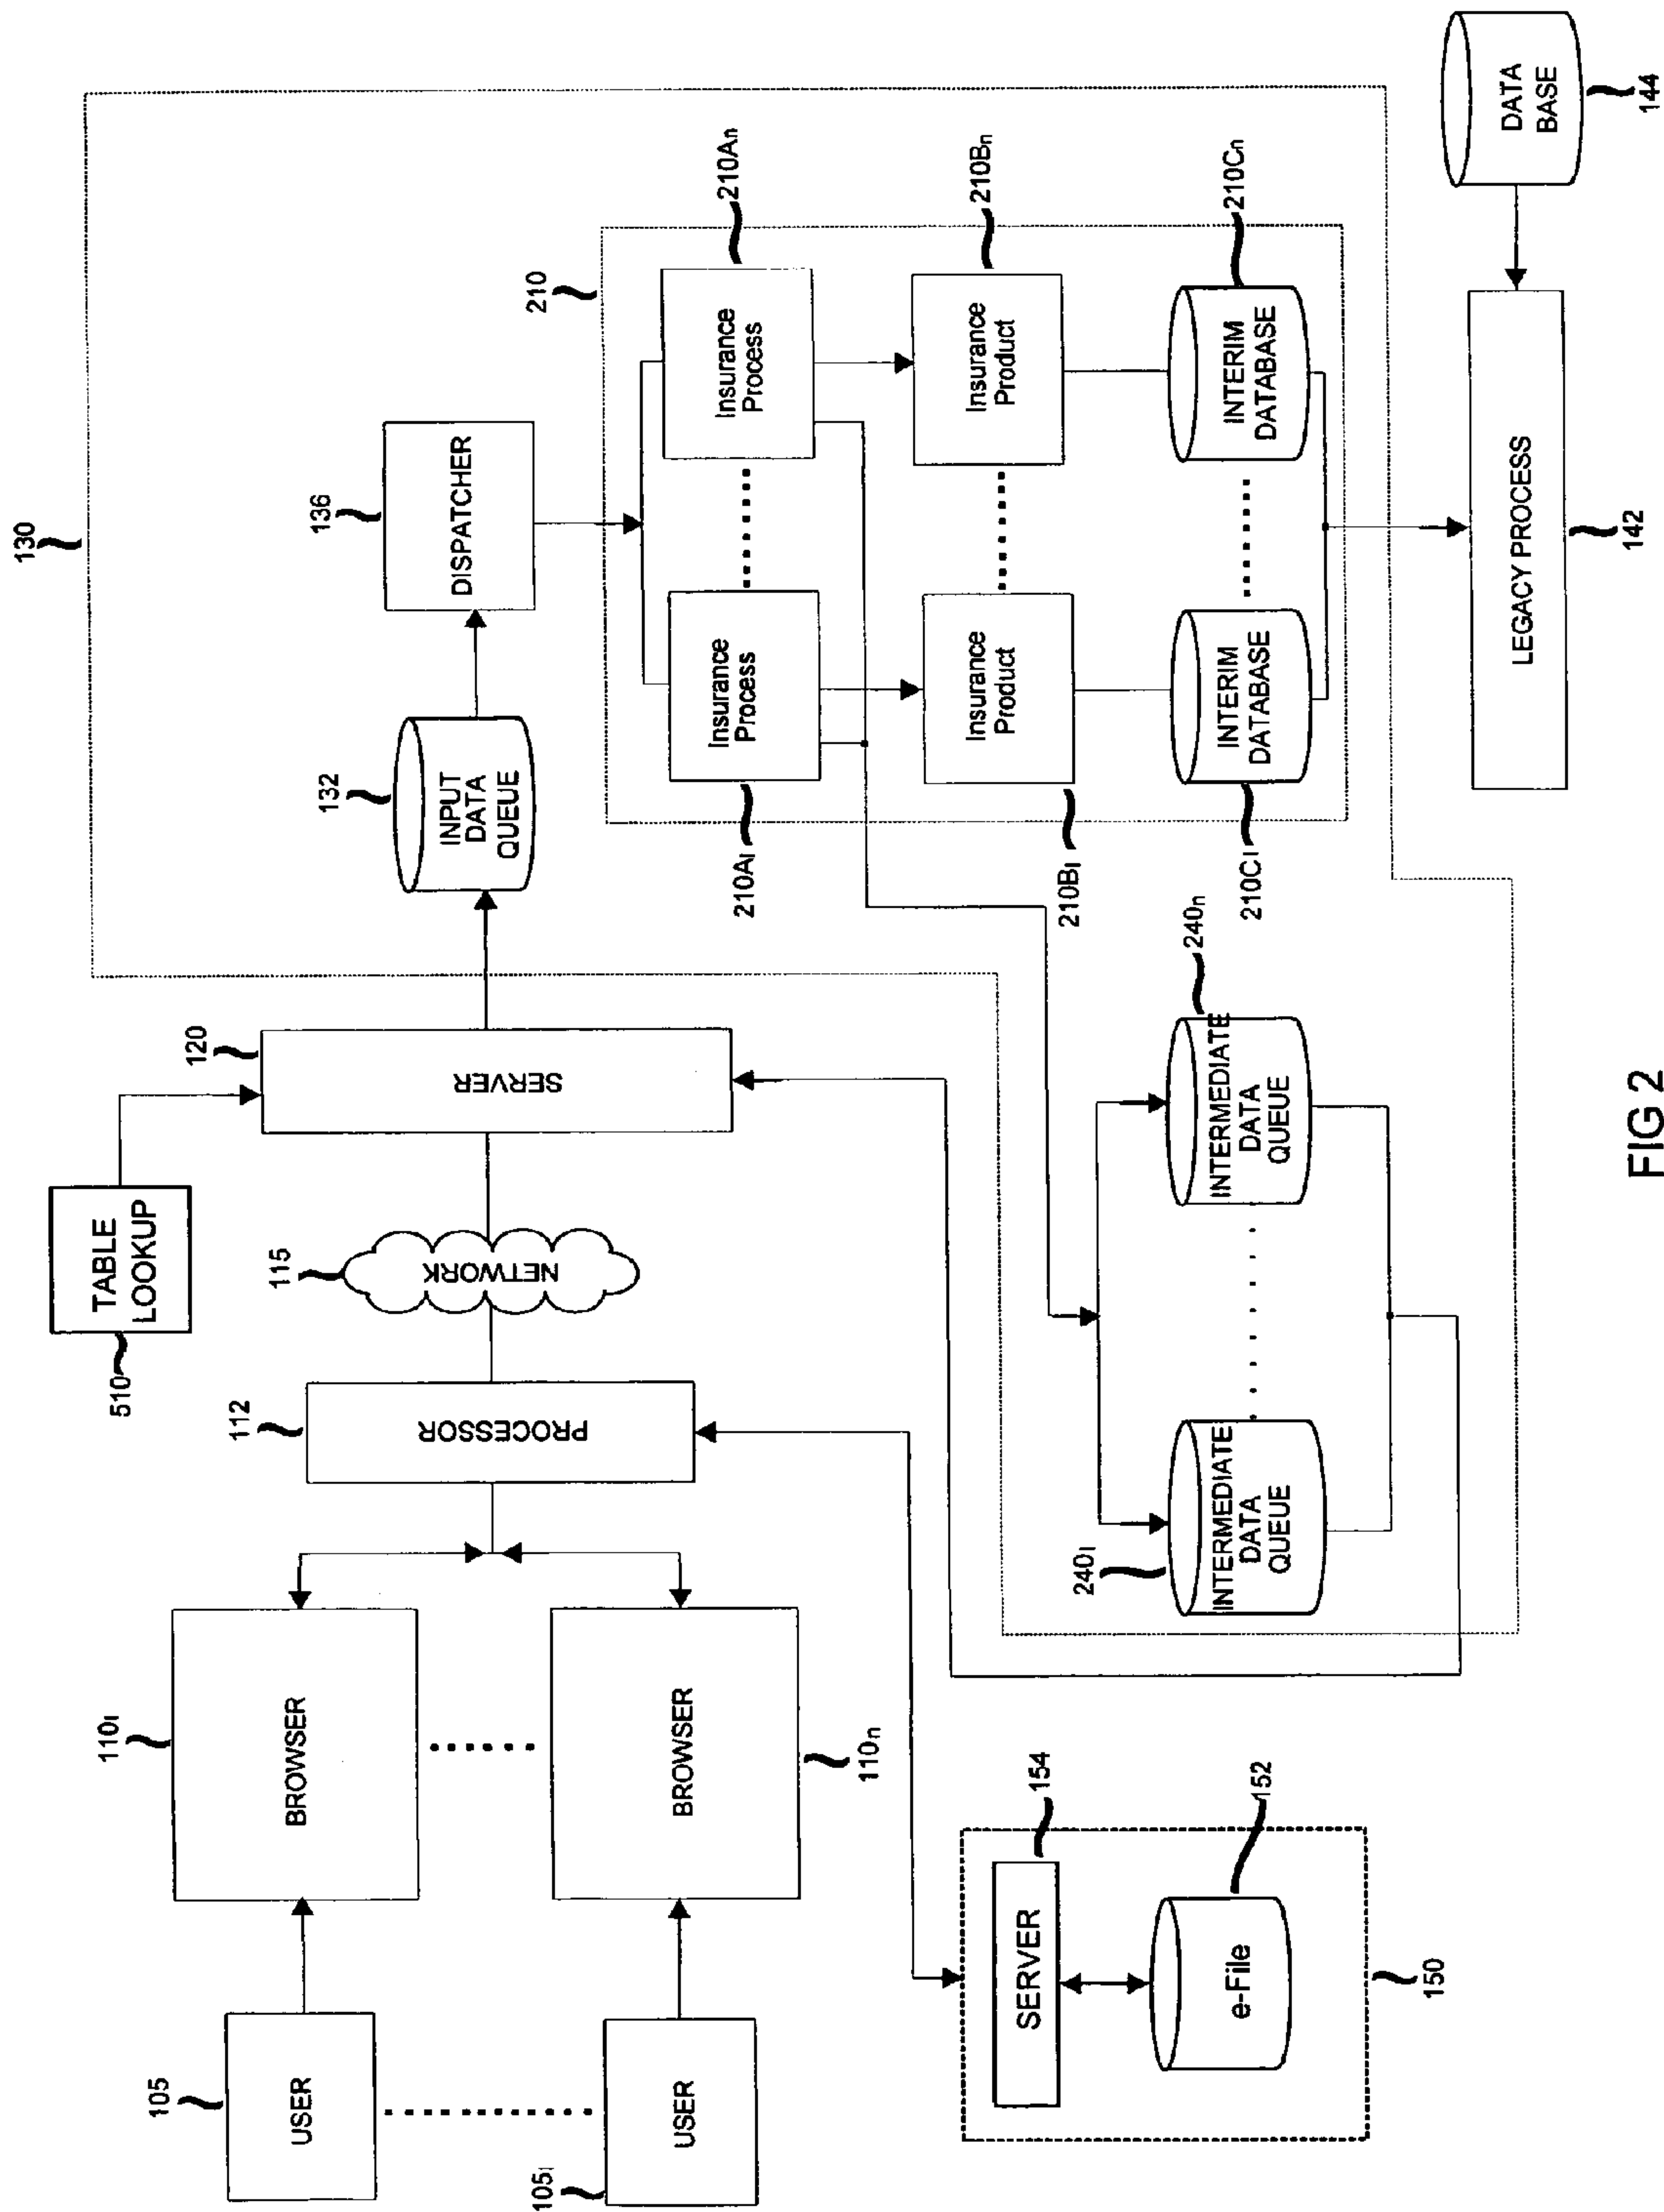 130
510
TABLE
LOOKUP
120
SERVER
115
NETWORK
112
PROCESSOR
110I
BROWSER
110n
BROWSER
105
USER
105I
USER
132
INPUT
DATA
QUEUE
136
DISPATCHER
210
210AI
Insurance
Process
210An
Insurance
Process
210BI
Insurance
Product
210Bn
Insurance
Product
210CI
INTERIM
DATABASE
210Cn
INTERIM
DATABASE
240I
INTERMEDIATE
DATA
QUEUE
240n
INTERMEDIATE
DATA
QUEUE
154
SERVER
152
e-File
150
LEGACY PROCESS
142
DATA
BASE
144
FIG 2